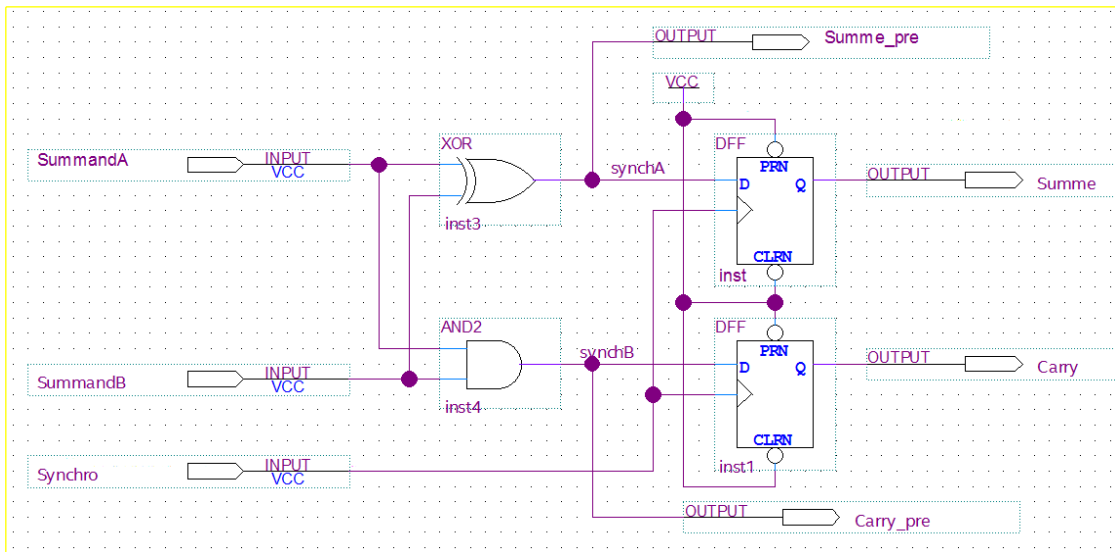 OUTPUT
Summe_pre
VCC
XOR
DFF
SummandA
INPUT
VCC
synchA
PRN
D
Q
OUTPUT
Summe
inst3
CLRN
inst
AND2
DFF
synchB
PRN
D
Q
OUTPUT
Carry
SummandB
INPUT
VCC
inst4
CLRN
inst1
Synchro
INPUT
VCC
OUTPUT
Carry_pre